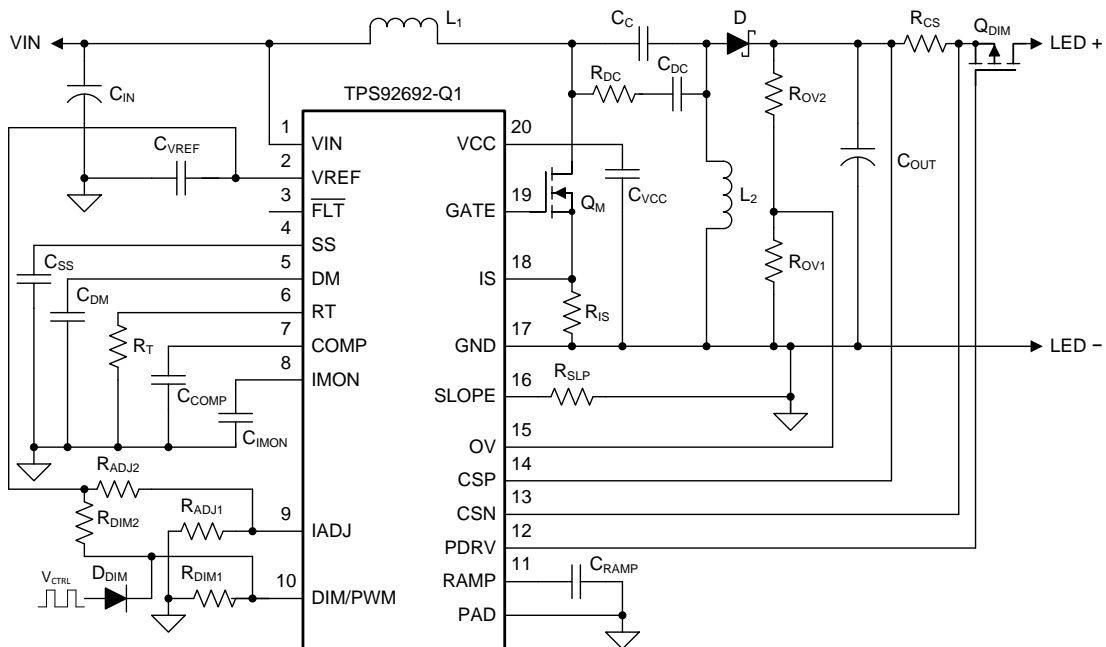 L1
CC
D
RCS
QDIM
VIN
LED +
CIN
RDC
CDC
ROV2
TPS92692-Q1
CVREF
1
VIN
VCC
20
COUT
2
VREF
CVCC
L2
3
FLT
GATE
19
QM
4
SS
CSS
5
DM
IS
18
ROV1
CDM
6
RT
RIS
RT
7
COMP
GND
17
LED −
8
IMON
RSLP
CCOMP
SLOPE
16
CIMON
OV
15
RADJ2
CSP
14
RADJ1
CSN
13
RDIM2
9
IADJ
PDRV
12
VCTRL
DDIM
RDIM1
10
DIM/PWM
RAMP
11
CRAMP
PAD